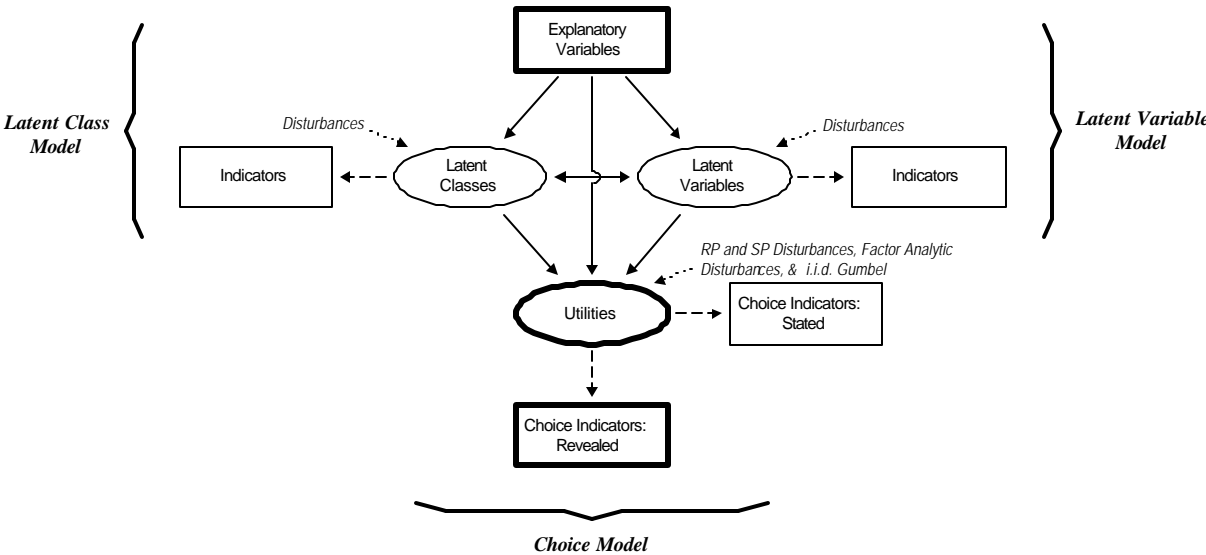 Explanatory
Variables
Latent Class
Model
Disturbances
Disturbances
Latent Variable
Model
Indicators
Latent
Classes
Latent
Variables
Indicators
RP and SP Disturbances, Factor Analytic
Disturbances, & i.i.d. Gumbel
Utilities
Choice Indicators:
Stated
Choice Indicators:
Revealed
Choice Model